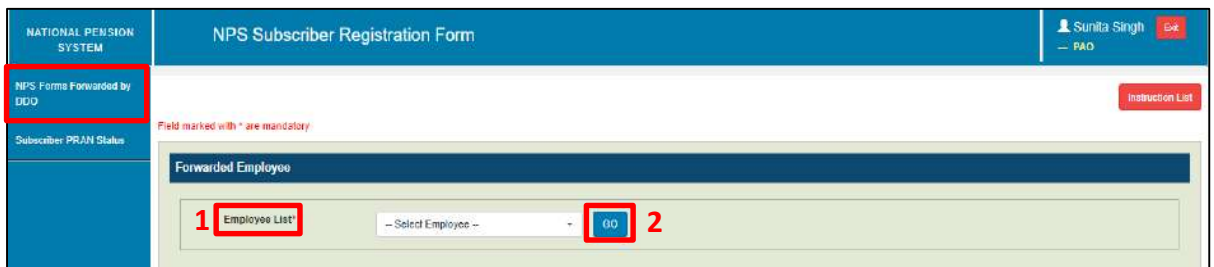 NATIONAL PENSION
SYSTEM
NPS Subscriber Registration Form
Sunita Singh
Exit
— PAO
NPS Forms Forwarded by
DDO
Instruction List
Field marked with * are mandatory
Subscriber PRAN Status
Forwarded Employee
1 Employee List* -- Select Employee -- GO 2